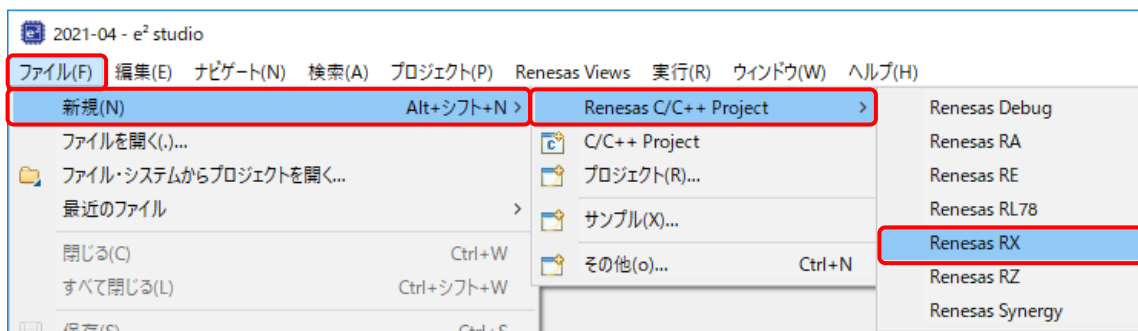 2021-04 - e² studio
ファイル(F) 編集(E) ナビゲート(N) 検索(A) プロジェクト(P) Renesas Views 実行(R) ウィンドウ(W) ヘルプ(H)
新規(N) Alt+シフト+N >
ファイルを開く(.)...
ファイル・システムからプロジェクトを開く...
最近のファイル >
閉じる(C) Ctrl+W
すべて閉じる(L) Ctrl+シフト+W
保存(S) Ctrl+S
Renesas C/C++ Project >
C/C++ Project
プロジェクト(R)...
サンプル(X)...
その他(o)... Ctrl+N
Renesas Debug
Renesas RA
Renesas RE
Renesas RL78
Renesas RX
Renesas RZ
Renesas Synergy